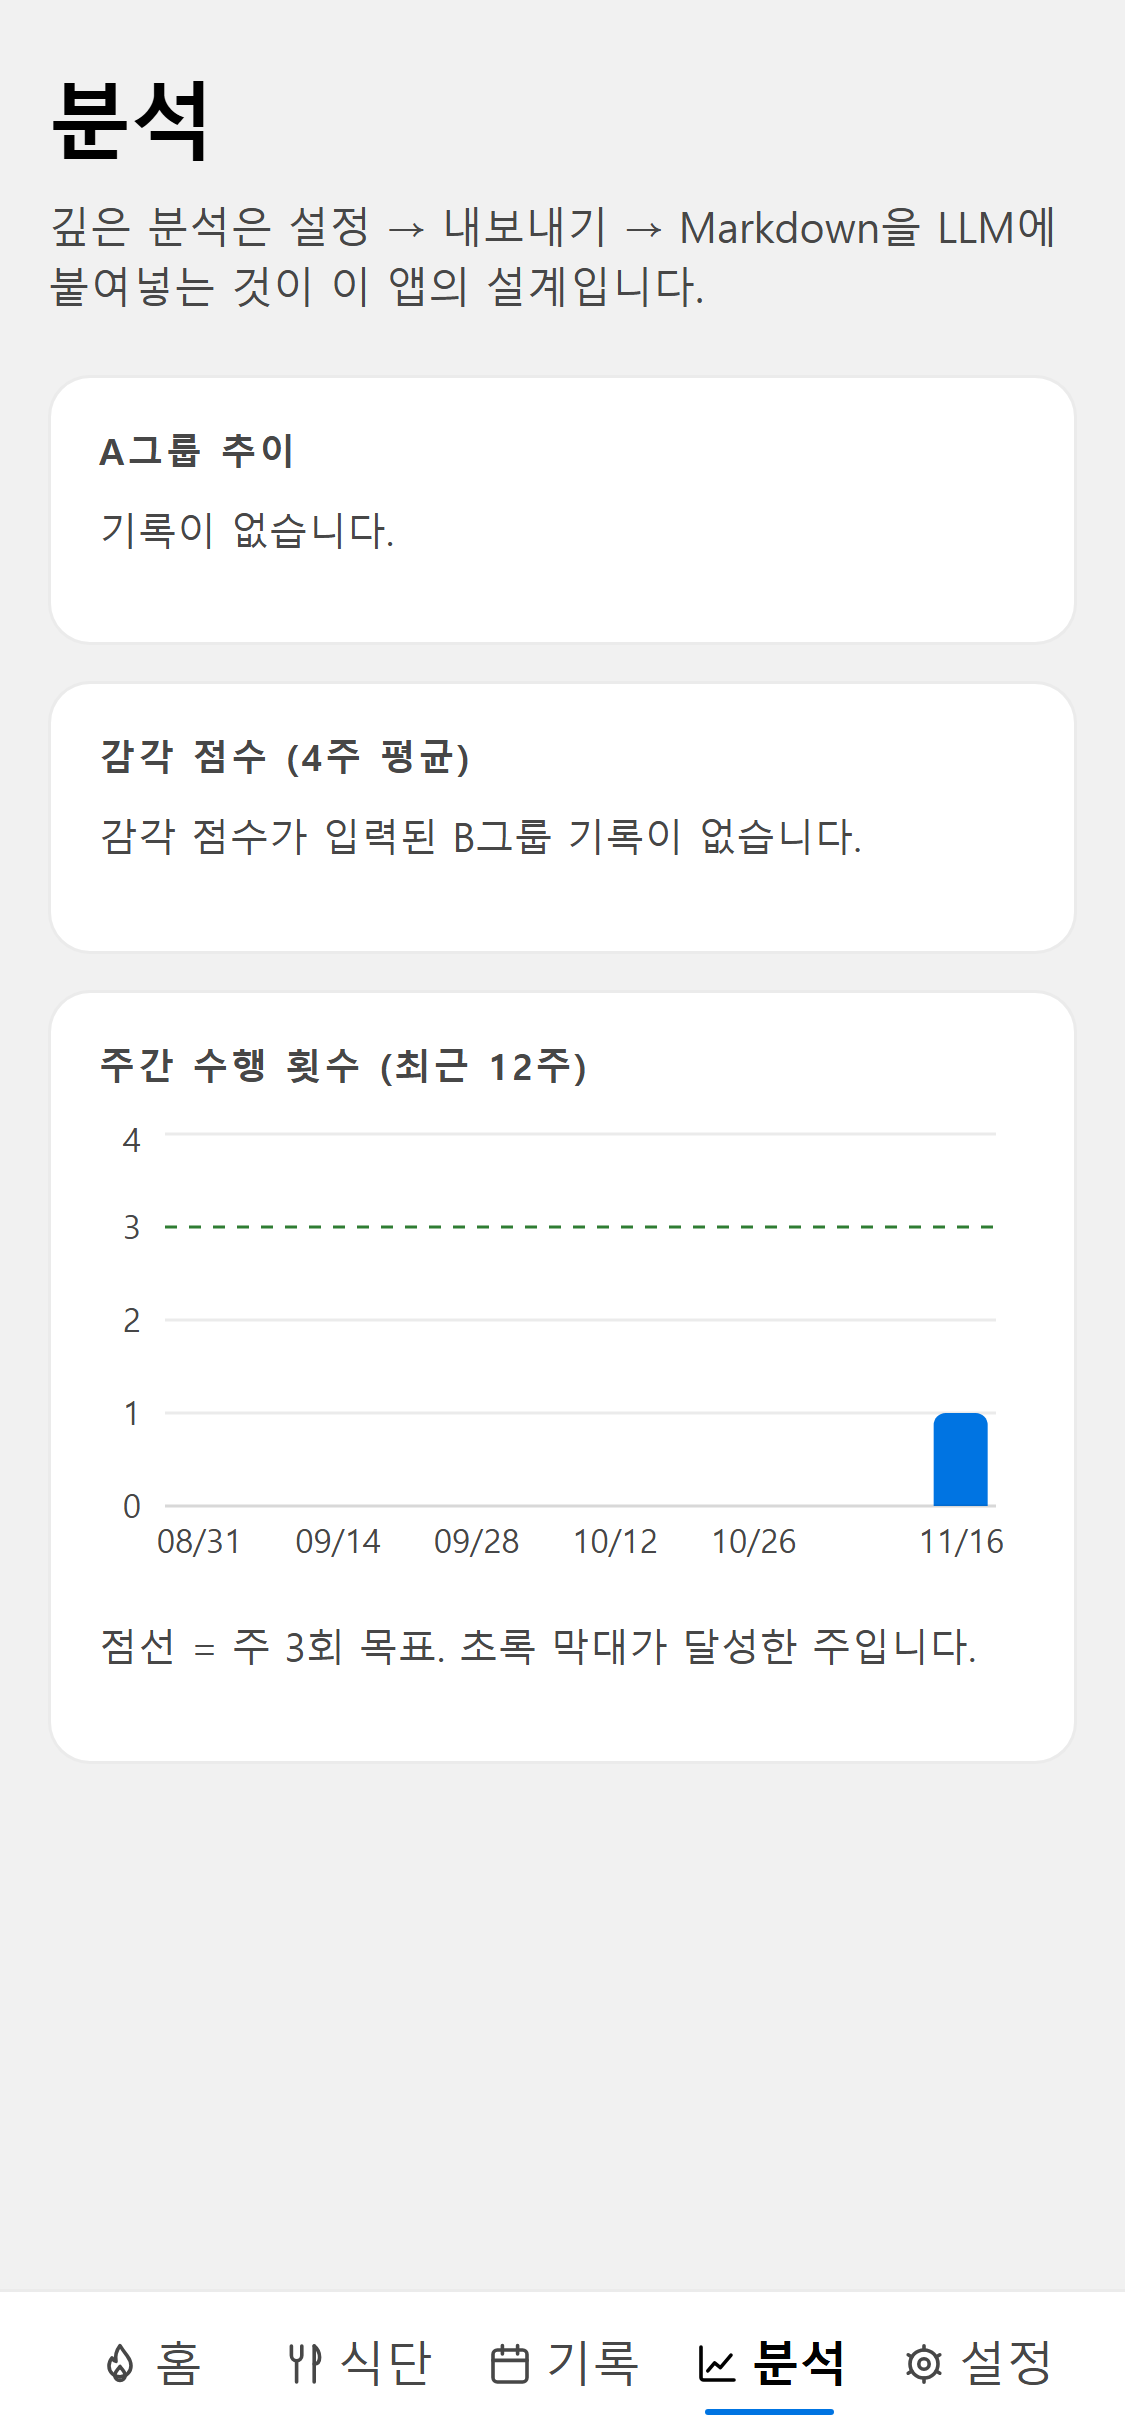 분석
깊은 분석은 설정 → 내보내기 → Markdown을 LLM에
붙여넣는 것이 이 앱의 설계입니다.
A그룹 추이
기록이 없습니다.
감각 점수 (4주 평균)
감각 점수가 입력된 B그룹 기록이 없습니다.
주간 수행 횟수 (최근 12주)
4
3
2
1
0
08/31 09/14 09/28 10/12 10/26 11/16
점선 = 주 3회 목표. 초록 막대가 달성한 주입니다.
홈 식단 기록 분석 설정